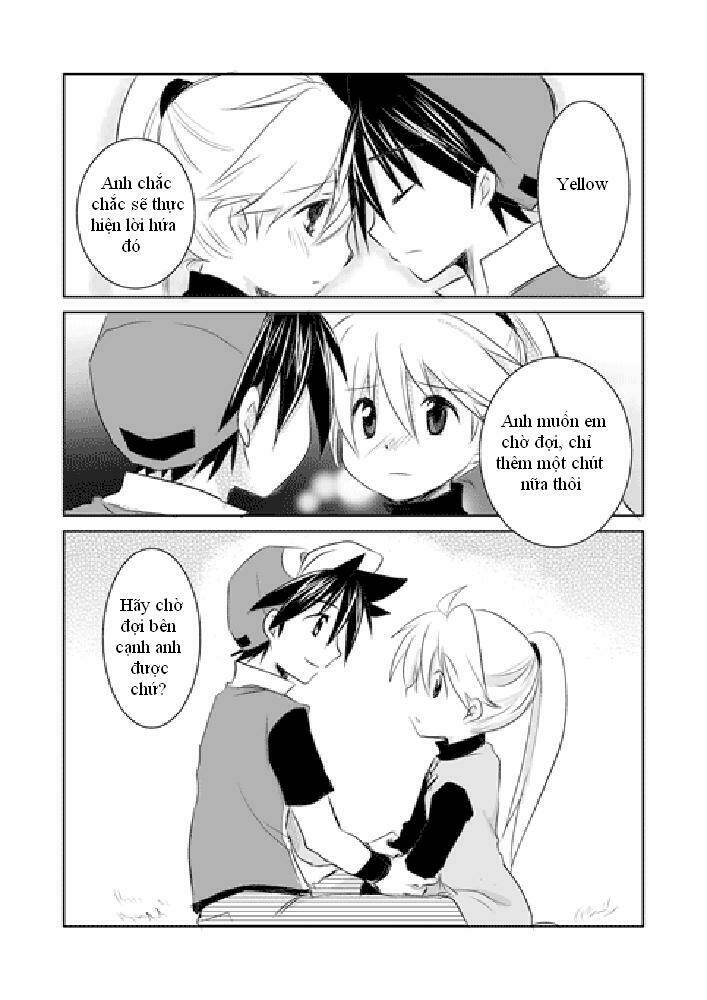 Yellow
Anh chắc
chắc sẽ thực
hiện lời hứa
đó
Anh muốn em
chờ đợi, chỉ
thêm một chút
nữa thôi
Hãy chờ
đợi bên
cạnh anh
được
chứ?